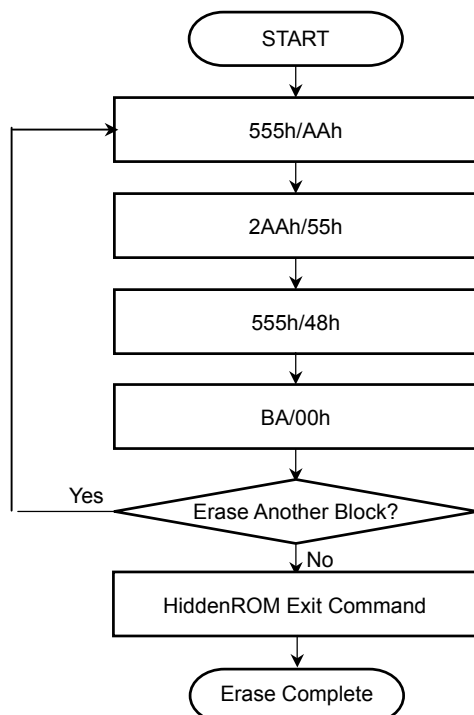 START
555h/AAh
2AAh/55h
555h/48h
BA/00h
Yes
Erase Another Block?
No
HiddenROM Exit Command
Erase Complete